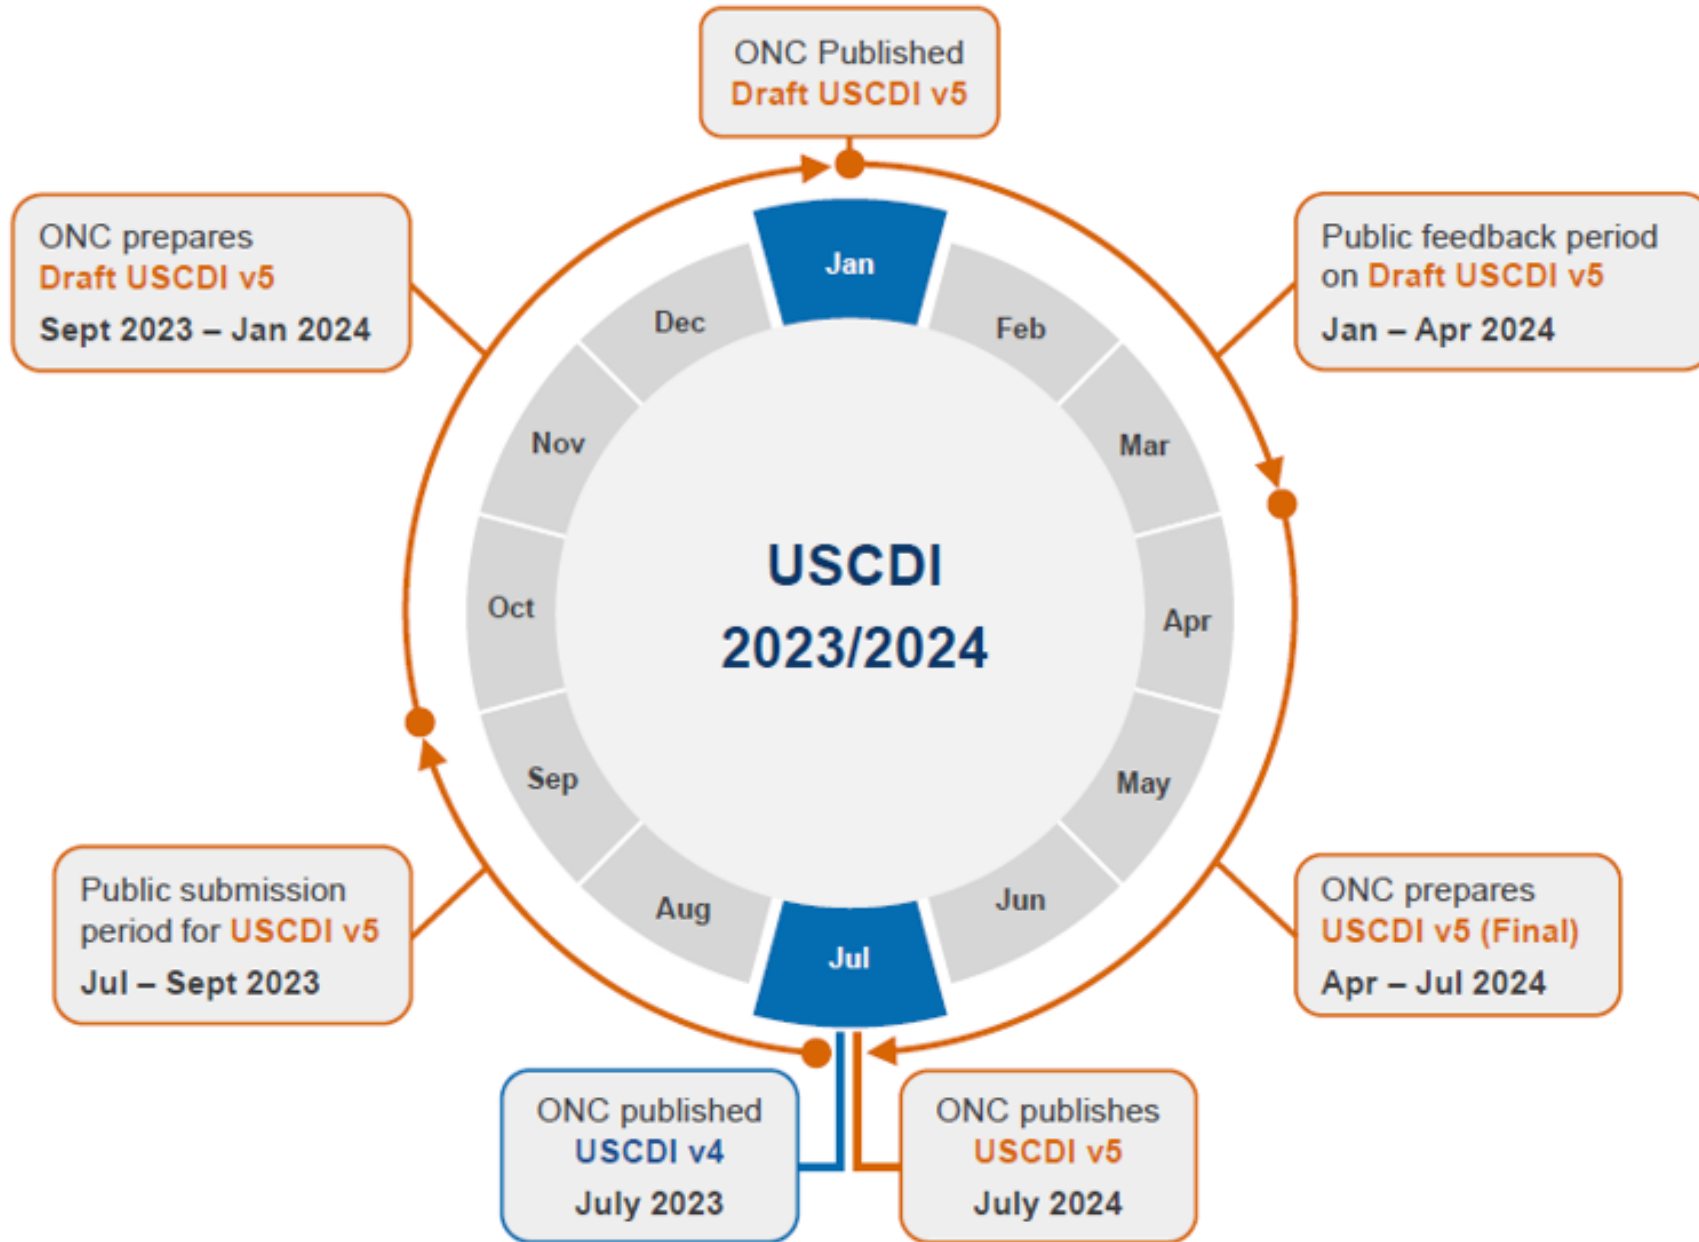 ONC Published
Draft USCDI v5
ONC prepares
Draft USCDI v5
Sept 2023 – Jan 2024
Public feedback period
on Draft USCDI v5
Jan – Apr 2024
Jan
Feb
Mar
Apr
May
Jun
Jul
Aug
Sep
Oct
Nov
Dec
USCDI
2023/2024
Public submission
period for USCDI v5
Jul – Sept 2023
ONC prepares
USCDI v5 (Final)
Apr – Jul 2024
ONC published
USCDI v4
July 2023
ONC publishes
USCDI v5
July 2024